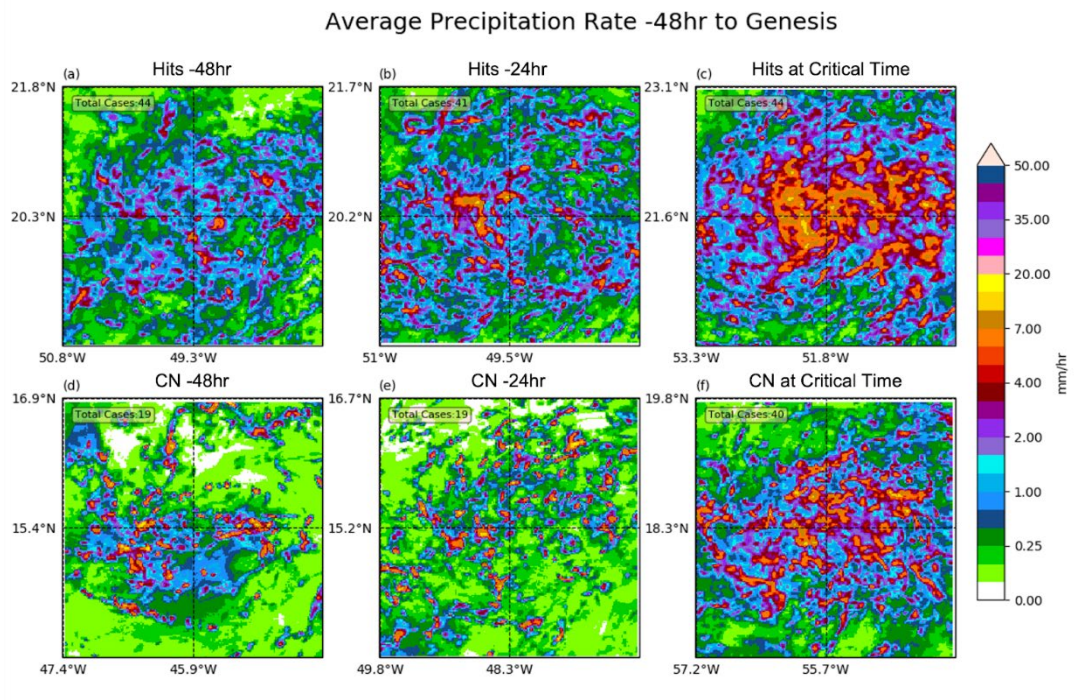 Average Precipitation Rate -48hr to Genesis
(a) Hits -48hr
(b) Hits -24hr
(c) Hits at Critical Time
21.8°N
Total Cases:44
20.3°N
50.8°W
49.3°W
21.7°N
Total Cases:41
20.2°N
51°W
49.5°W
23.1°N
Total Cases:44
21.6°N
53.3°W
51.8°W
(d) CN -48hr
(e) CN -24hr
(f) CN at Critical Time
16.9°N
Total Cases:19
15.4°N
47.4°W
45.9°W
16.7°N
Total Cases:19
15.2°N
49.8°W
48.3°W
19.8°N
Total Cases:40
18.3°N
57.2°W
55.7°W
50.00
35.00
20.00
7.00
4.00
2.00
1.00
0.25
0.00
mm/hr